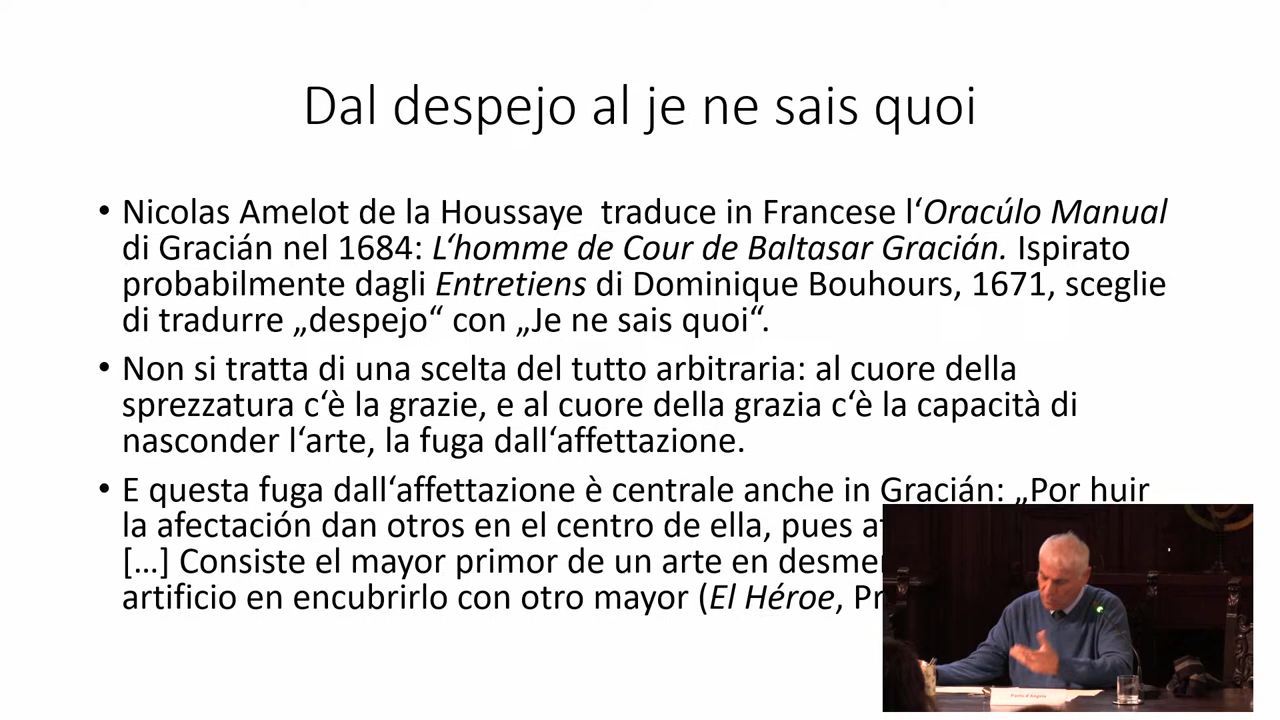 Dal despejo al je ne sais quoi
• Nicolas Amelot de la Houssaye  traduce in Francese l‘Oracúlo Manual
di Gracián nel 1684: L‘homme de Cour de Baltasar Gracián. Ispirato
probabilmente dagli Entretiens di Dominique Bouhours, 1671, sceglie
di tradurre „despejo“ con „Je ne sais quoi“.
• Non si tratta di una scelta del tutto arbitraria: al cuore della
sprezzatura c‘è la grazie, e al cuore della grazia c‘è la capacità di
nasconder l‘arte, la fuga dall‘affettazione.
• E questa fuga dall‘affettazione è centrale anche in Gracián: „Por huir
la afectación dan otros en el centro de ella, pues
[…] Consiste el mayor primor de un arte en
artificio en encubrirlo con otro mayor (El Héroe,